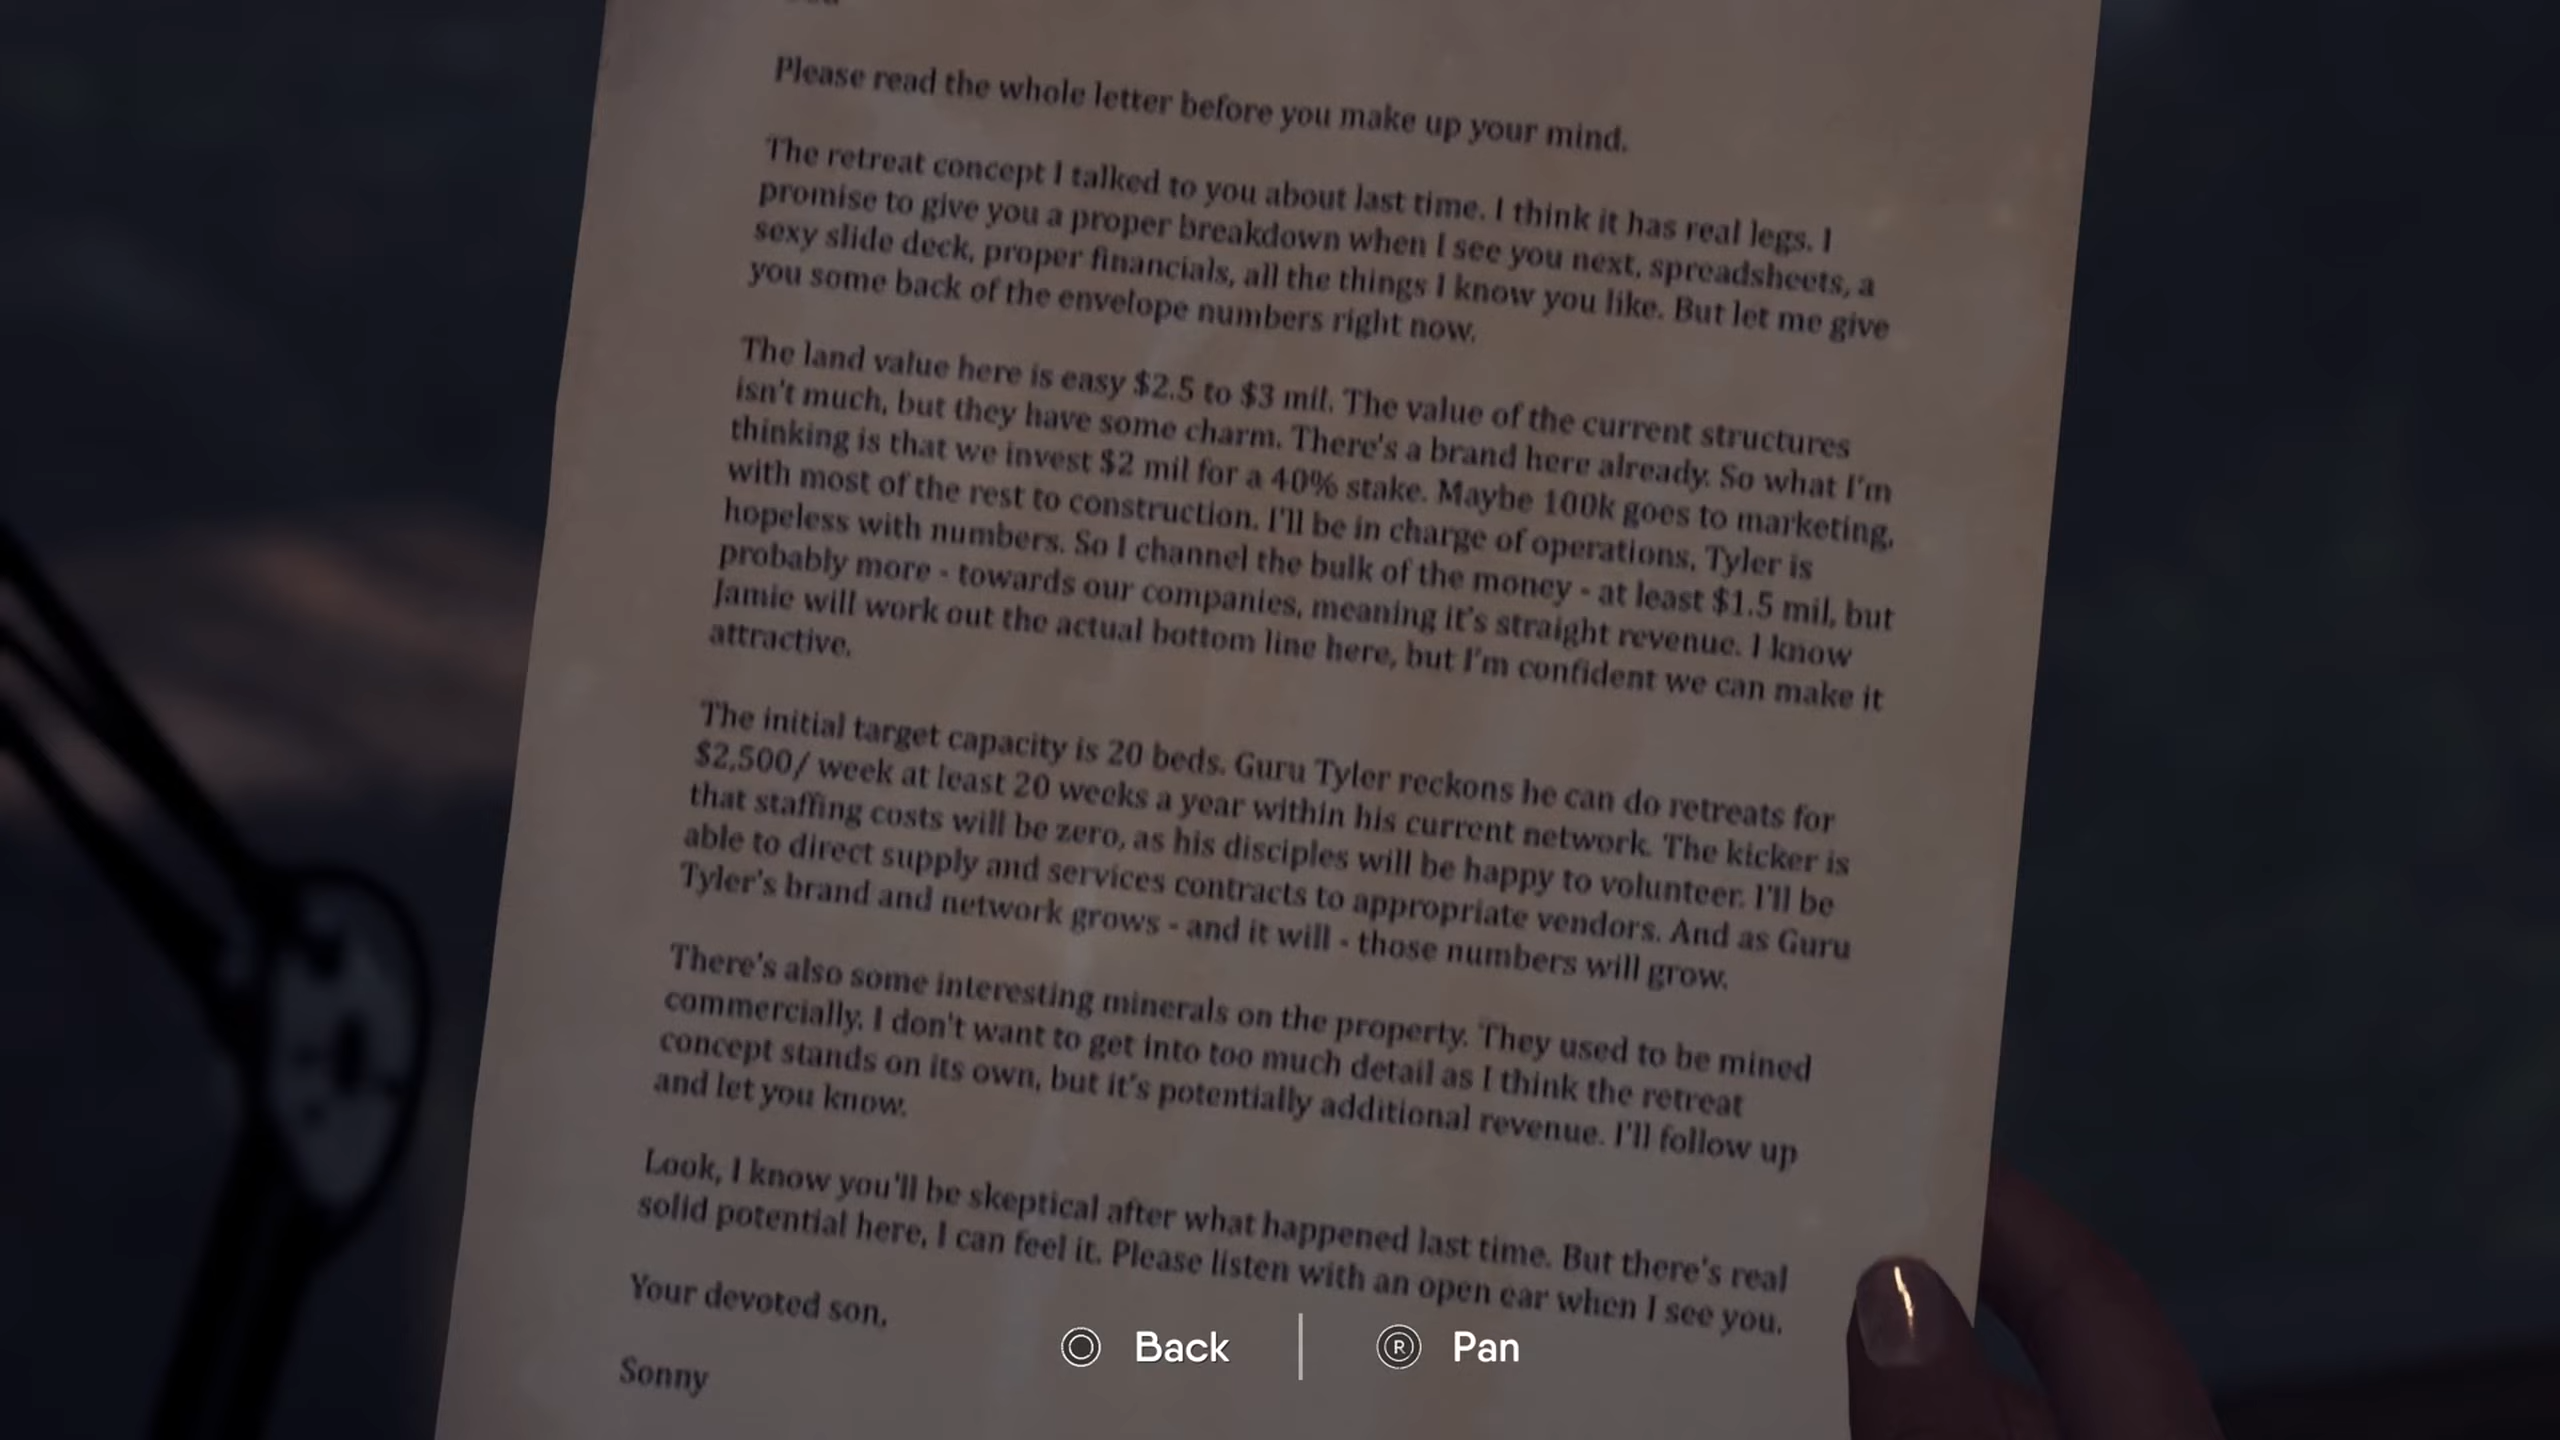 Please read the whole letter before you make up your mind.
The retreat concept I talked to you about last time. I think it has real legs. I
promise to give you a proper breakdown when I see you next, spreadsheets, a
sexy slide deck, proper financials, all the things I know you like. But let me give
you some back of the envelope numbers right now.
The land value here is easy $2.5 to $3 mil. The value of the current structures
isn't much, but they have some charm. There's a brand here already. So what I'm
thinking is that we invest $2 mil for a 40% stake. Maybe 100k goes to marketing,
with most of the rest to construction. I'll be in charge of operations, Tyler is
hopeless with numbers. So I channel the bulk of the money - at least $1.5 mil, but
probably more - towards our companies, meaning it's straight revenue. I know
Jamie will work out the actual bottom line here, but I'm confident we can make it
attractive.
The initial target capacity is 20 beds. Guru Tyler reckons he can do retreats for
$2,500/ week at least 20 weeks a year within his current network. The kicker is
that staffing costs will be zero, as his disciples will be happy to volunteer. I'll be
able to direct supply and services contracts to appropriate vendors. And as Guru
Tyler's brand and network grows - and it will - those numbers will grow.
There's also some interesting minerals on the property. They used to be mined
commercially. I don't want to get into too much detail as I think the retreat
concept stands on its own, but it's potentially additional revenue. I'll follow up
and let you know.
Look, I know you'll be skeptical after what happened last time. But there's real
solid potential here, I can feel it. Please listen with an open ear when I see you.
Your devoted son,
Sonny
Back
R Pan